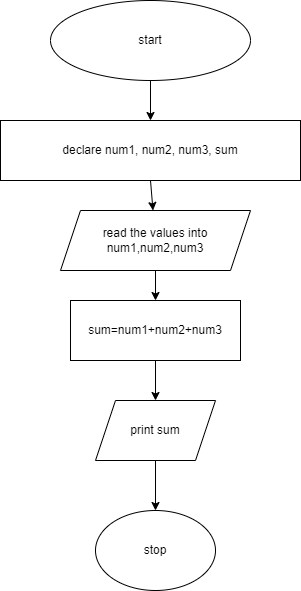 start
declare num1, num2, num3, sum
read the values into
num1,num2,num3
sum=num1+num2+num3
print sum
stop